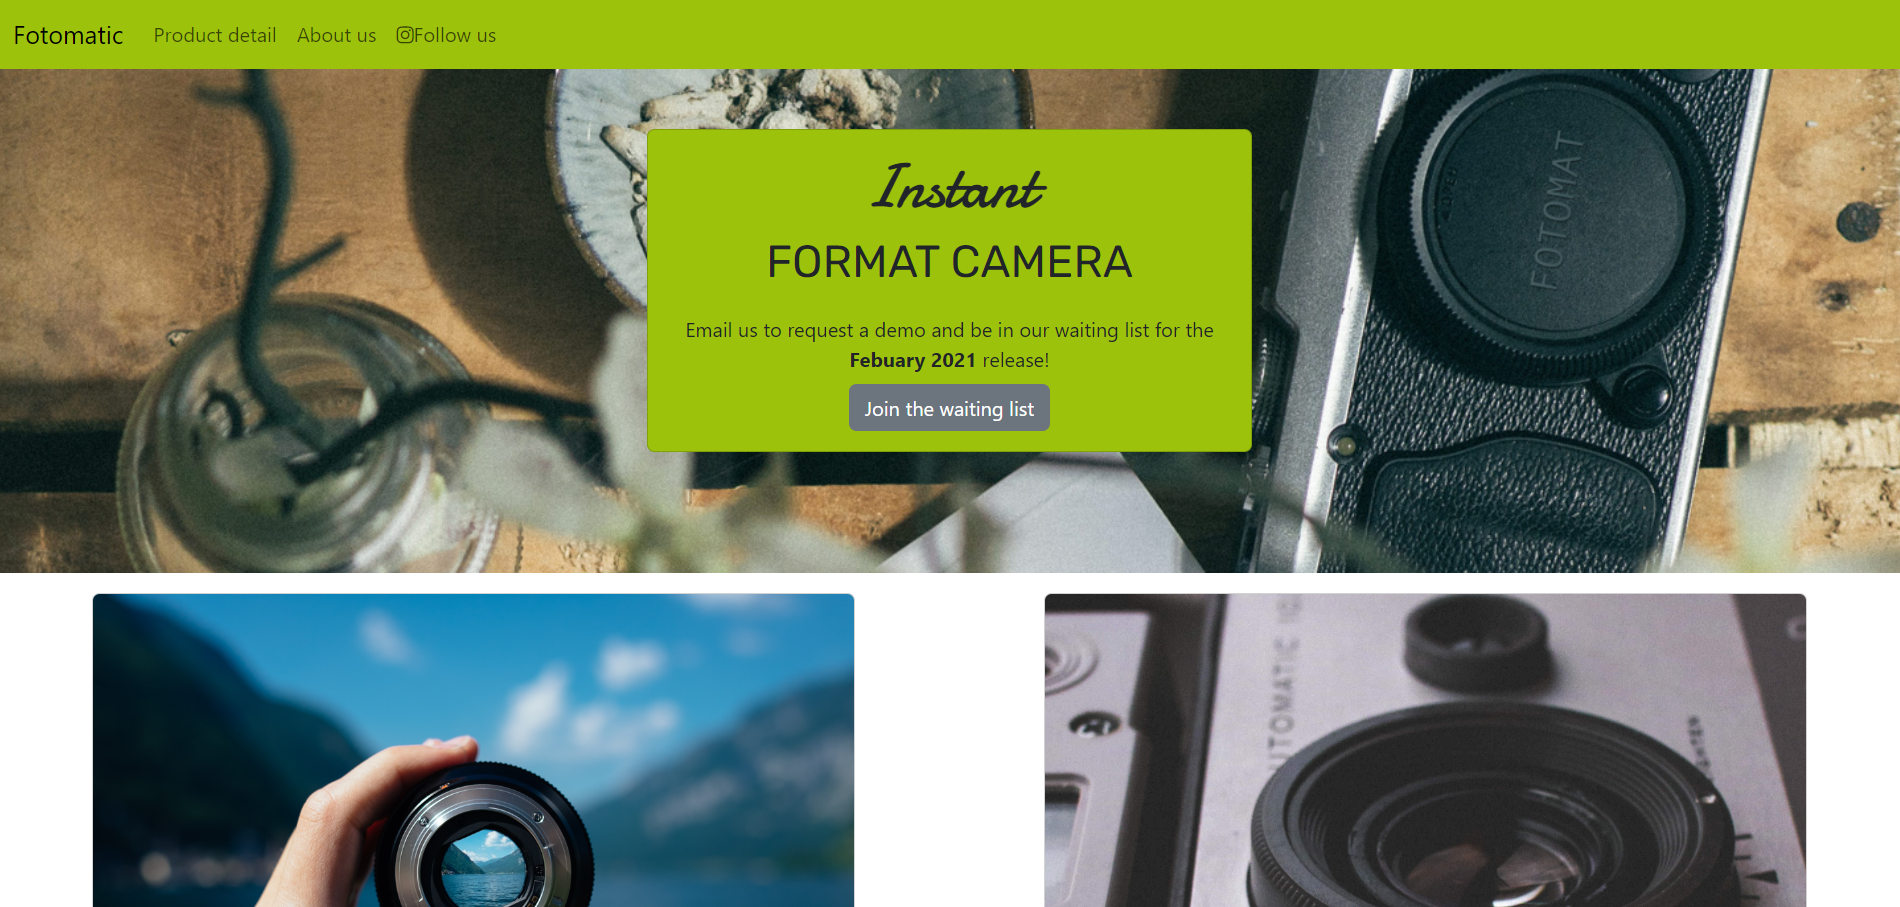 Fotomatic Product detail About us Follow us
Instant
FORMAT CAMERA
Email us to request a demo and be in our waiting list for the
Febuary 2021 release!
Join the waiting list
FOTOMAT